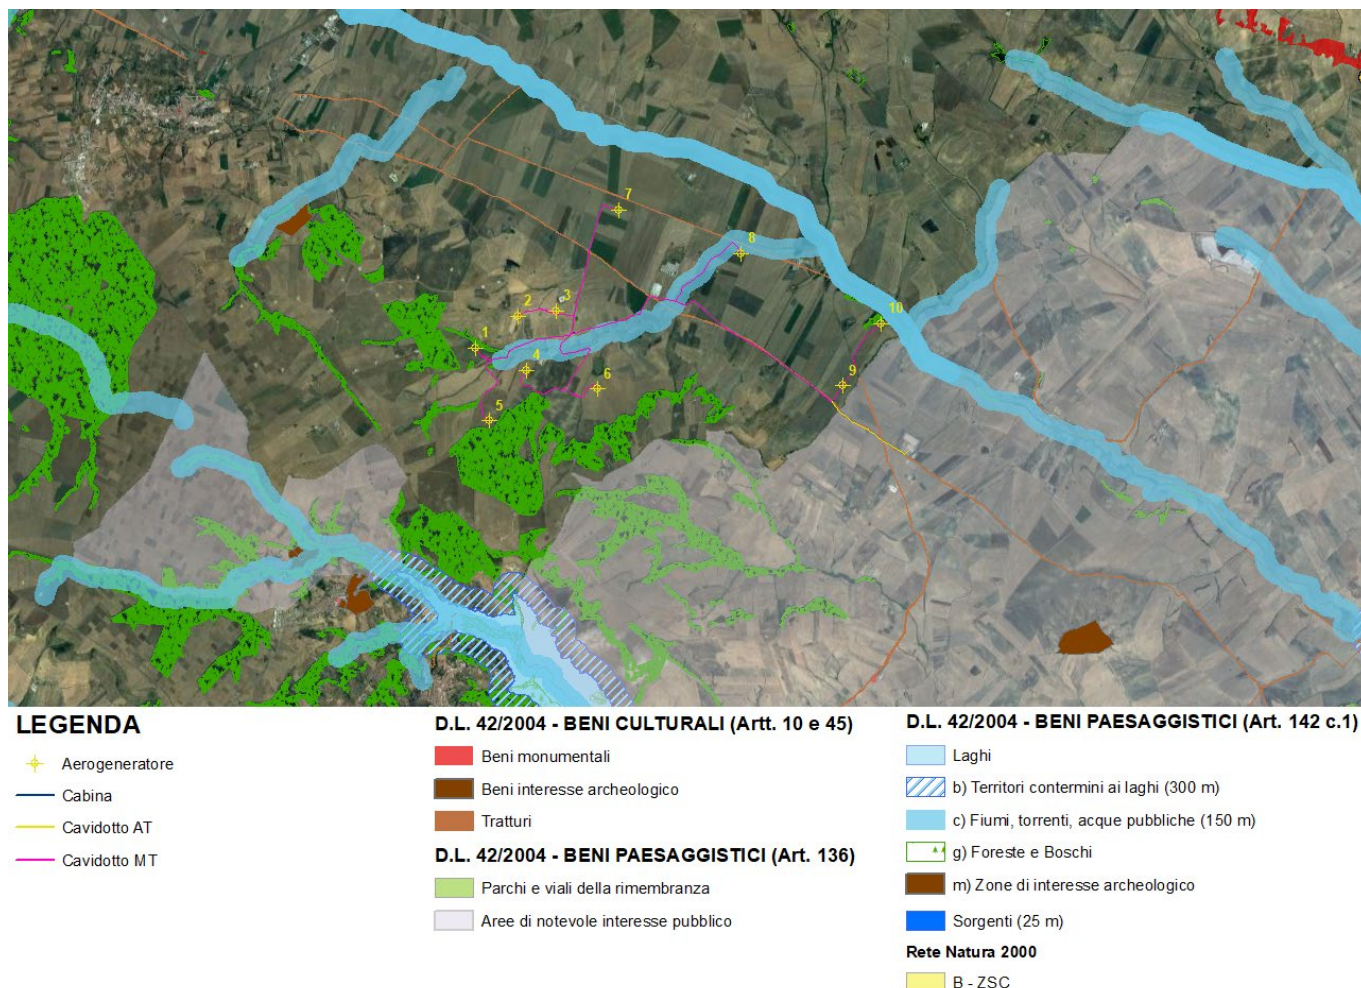 7
8
3
2
10
1
4
9
6
5
LEGENDA
Aerogeneratore
Cabina
Cavidotto AT
Cavidotto MT
D.L. 42/2004 - BENI CULTURALI (Artt. 10 e 45)
Beni monumentali
Beni interesse archeologico
Tratturi
D.L. 42/2004 - BENI PAESAGGISTICI (Art. 136)
Parchi e viali della rimembranza
Aree di notevole interesse pubblico
D.L. 42/2004 - BENI PAESAGGISTICI (Art. 142 c.1)
Laghi
b) Territori contermini ai laghi (300 m)
c) Fiumi, torrenti, acque pubbliche (150 m)
g) Foreste e Boschi
m) Zone di interesse archeologico
Sorgenti (25 m)
Rete Natura 2000
B - ZSC